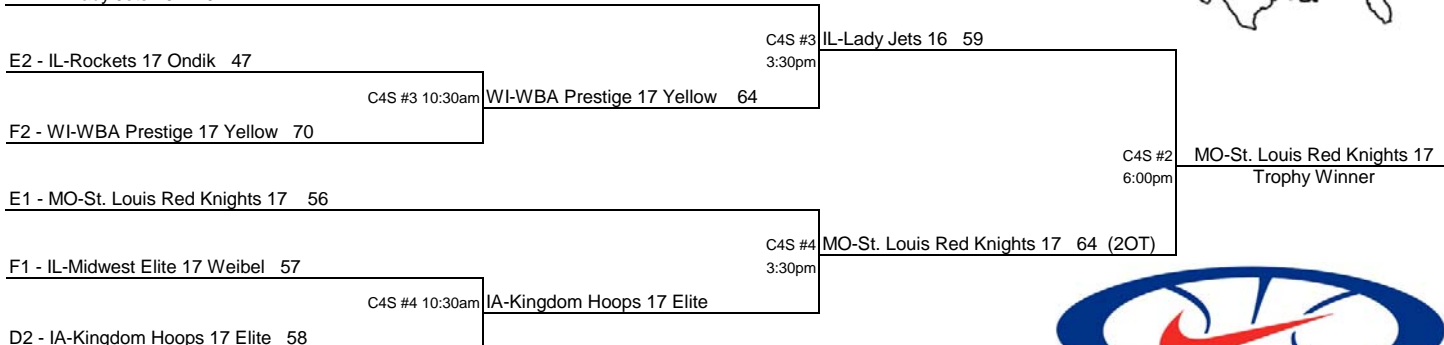 C4S #3 IL-Lady Jets 16 59
E2 - IL-Rockets 17 Ondik 47
3:30pm
C4S #3 10:30am WI-WBA Prestige 17 Yellow 64
F2 - WI-WBA Prestige 17 Yellow 70
C4S #2 MO-St. Louis Red Knights 17
6:00pm Trophy Winner
E1 - MO-St. Louis Red Knights 17 56
C4S #4 MO-St. Louis Red Knights 17 64 (2OT)
F1 - IL-Midwest Elite 17 Weibel 57
3:30pm
C4S #4 10:30am IA-Kingdom Hoops 17 Elite
D2 - IA-Kingdom Hoops 17 Elite 58